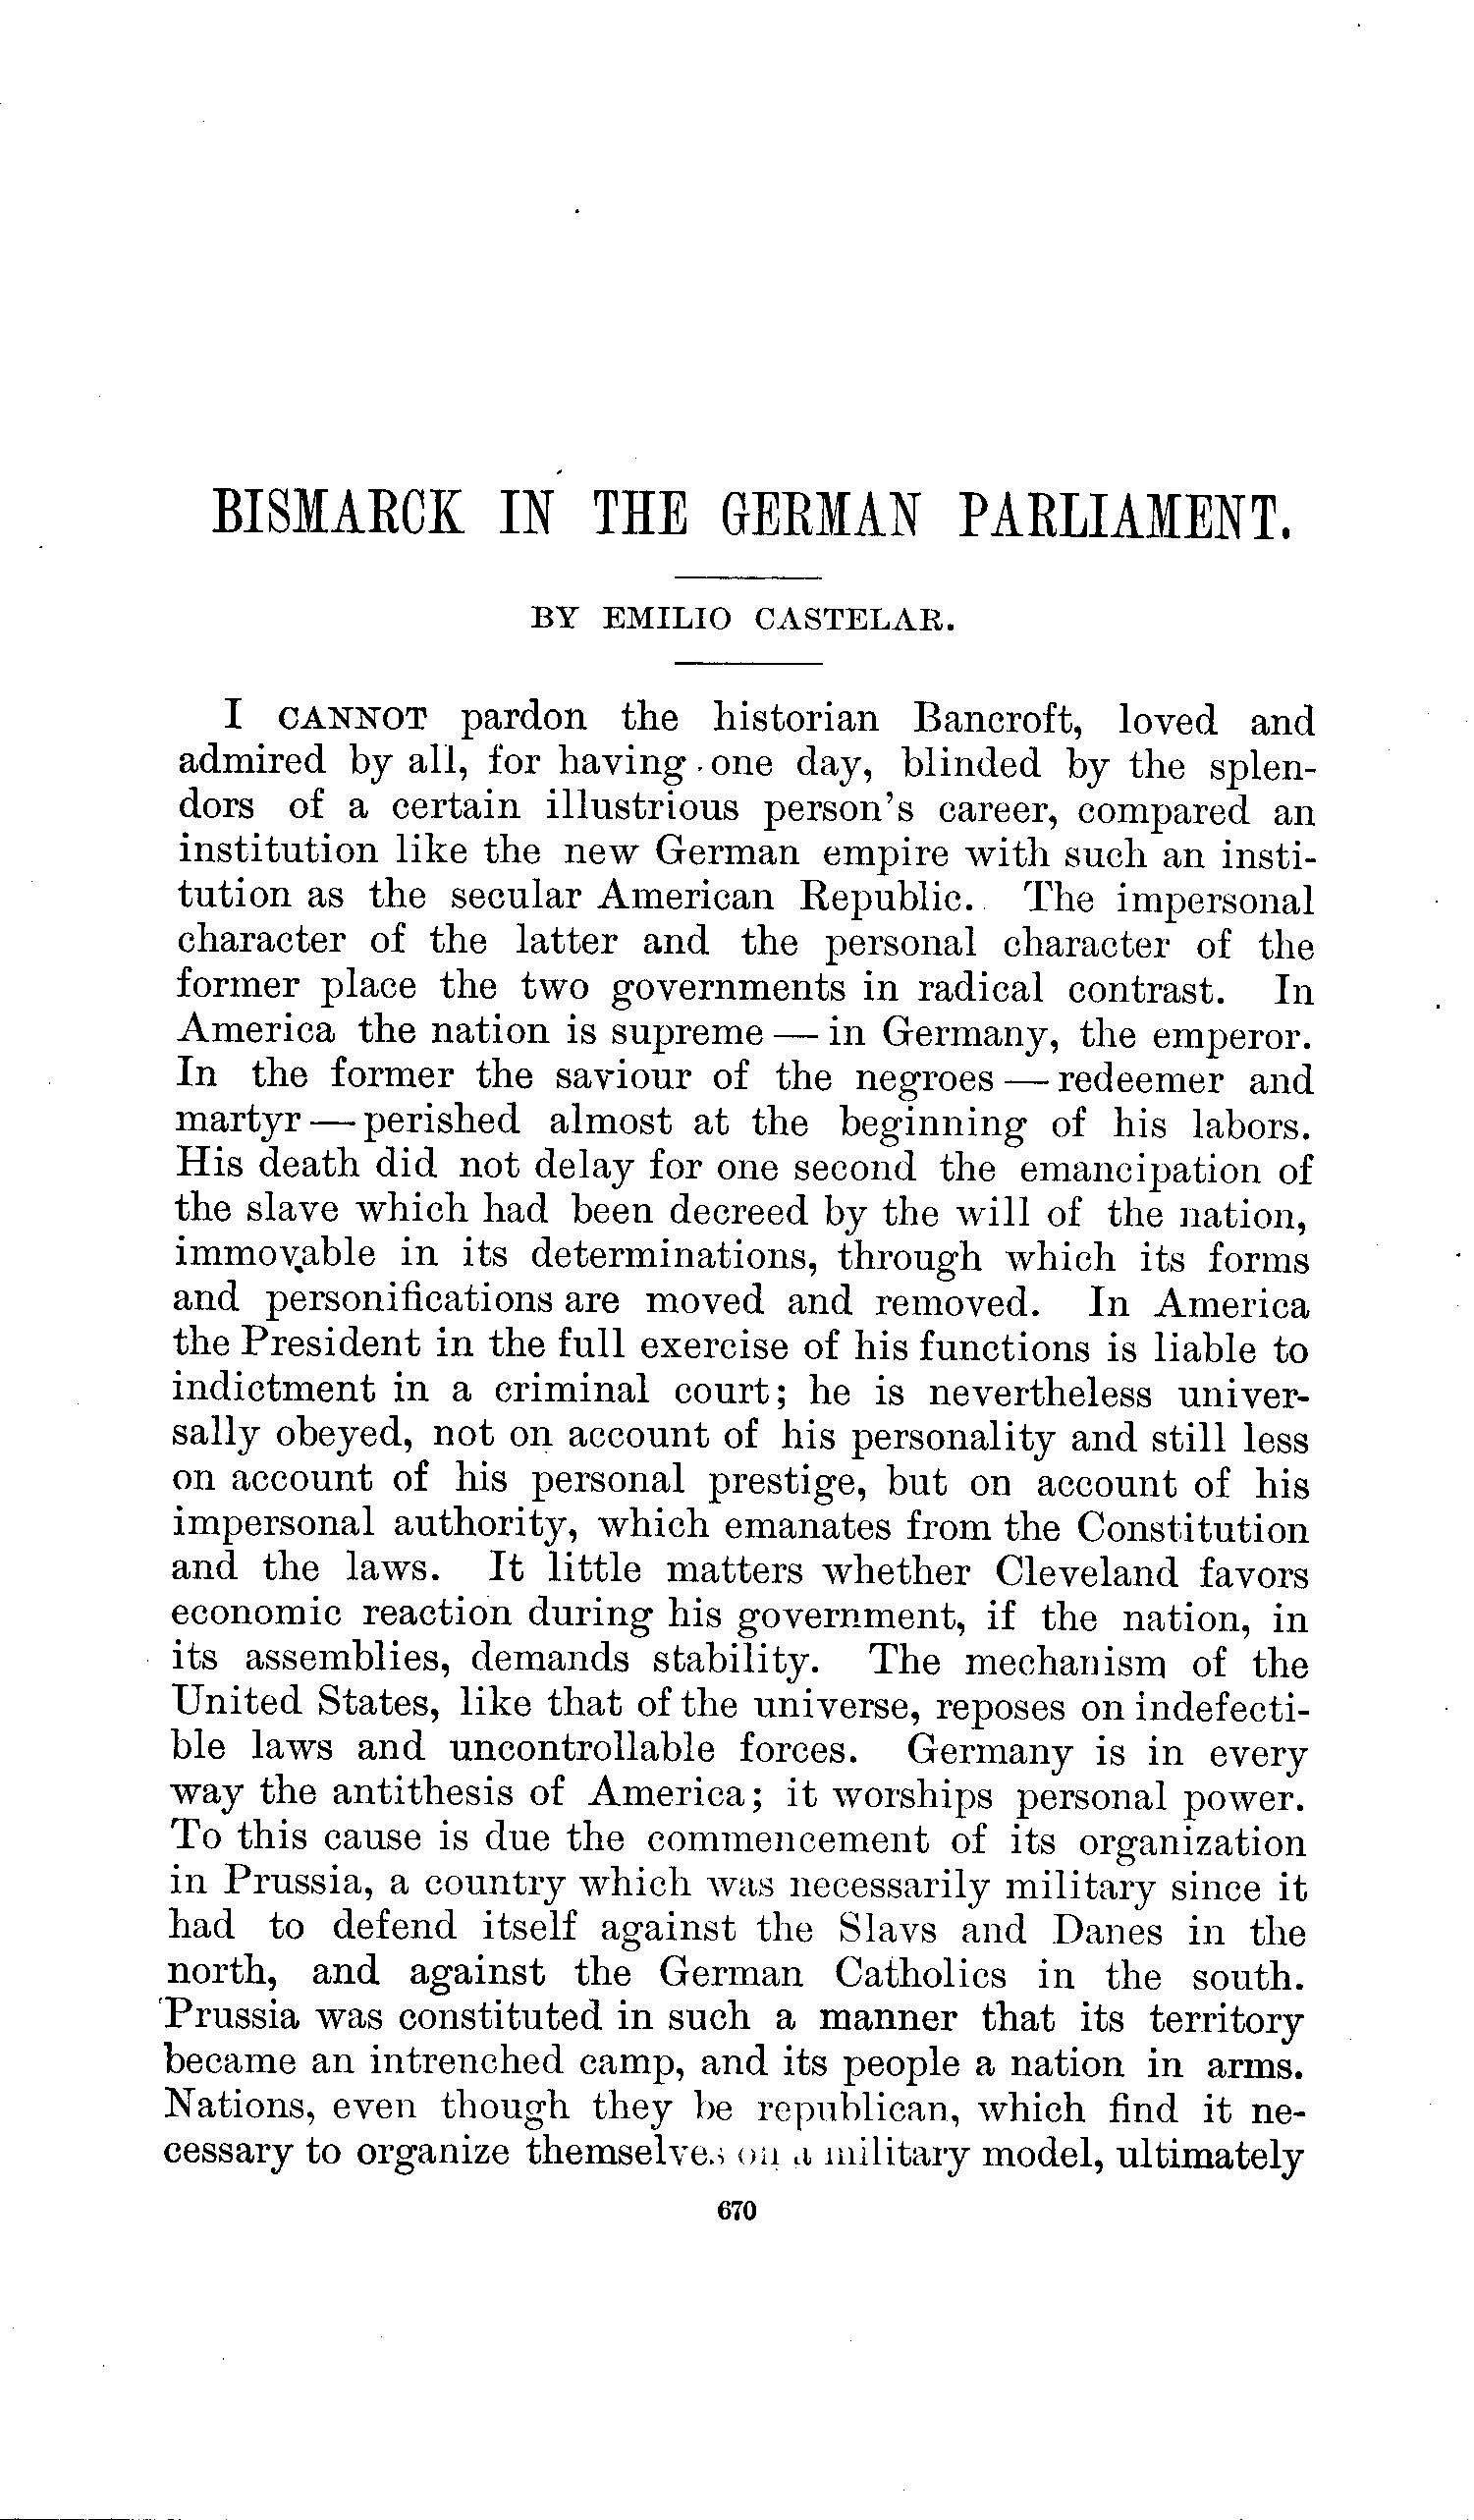 BISMARCK IN THE GERMAN PARLIAMENT.
BY EMILIO CASTELAR.
I CANNOT pardon the historian Bancroft, loved and
admired by all, for having one day, blinded by the splen-
dors of a certain illustrious person's career, compared an
institution like the new German empire with such an insti-
tution as the secular American Republic. The impersonal
character of the latter and the personal character of the
former place the two governments in radical contrast. In
America the nation is supreme — in Germany, the emperor.
In the former the saviour of the negroes — redeemer and
martyr — perished almost at the beginning of his labors.
His death did not delay for one second the emancipation of
the slave which had been decreed by the will of the nation,
immovable in its determinations, through which its forms
and personifications are moved and removed. In America
the President in the full exercise of his functions is liable to
indictment in a criminal court; he is nevertheless univer-
sally obeyed, not on account of his personality and still less
on account of his personal prestige, but on account of his
impersonal authority, which emanates from the Constitution
and the laws. It little matters whether Cleveland favors
economic reaction during his government, if the nation, in
its assemblies, demands stability. The mechanism of the
United States, like that of the universe, reposes on indefecti-
ble laws and uncontrollable forces. Germany is in every
way the antithesis of America; it worships personal power.
To this cause is due the commencement of its organization
in Prussia, a country which was necessarily military since it
had to defend itself against the Slavs and Danes in the
north, and against the German Catholics in the south.
Prussia was constituted in such a manner that its territory
became an intrenched camp, and its people a nation in arms.
Nations, even though they be republican, which find it ne-
cessary to organize themselves on a military model, ultimately
670